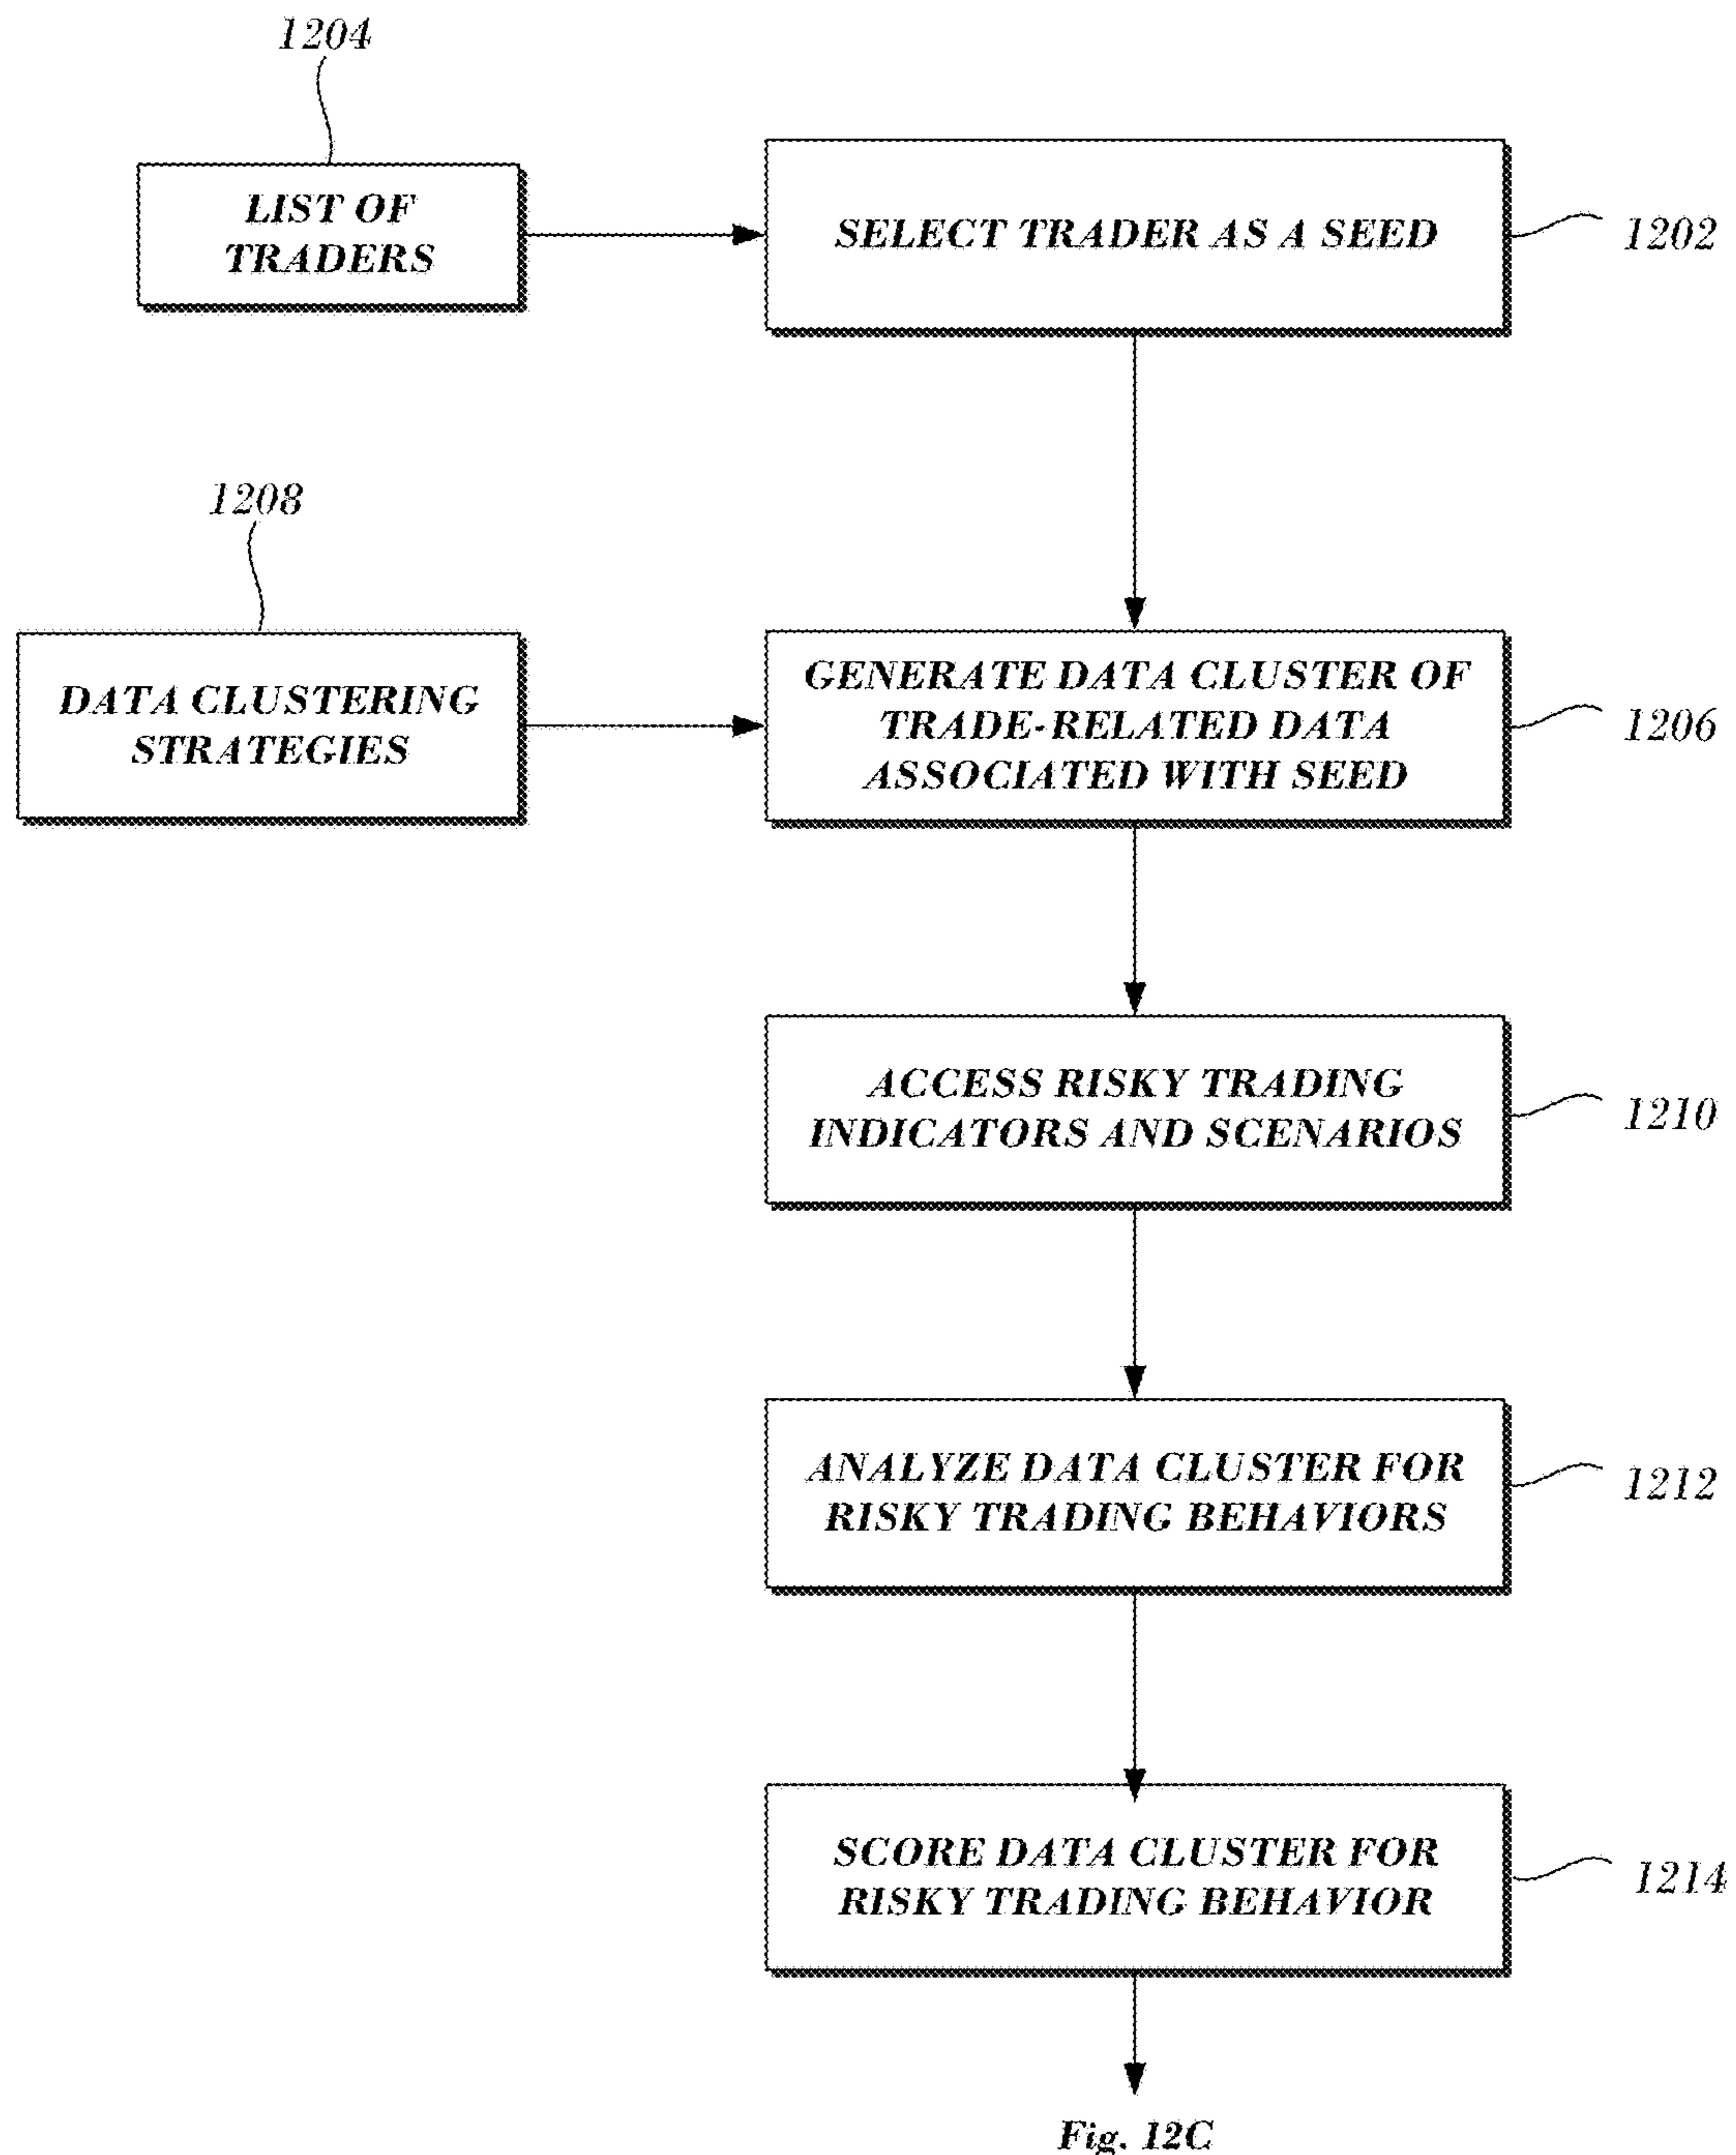 1204
LIST OF
TRADERS
SELECT TRADER AS A SEED
1202
1208
DATA CLUSTERING
STRATEGIES
GENERATE DATA CLUSTER OF
TRADE-RELATED DATA
ASSOCIATED WITH SEED
1206
ACCESS RISKY TRADING
INDICATORS AND SCENARIOS
1210
ANALYZE DATA CLUSTER FOR
RISKY TRADING BEHAVIORS
1212
SCORE DATA CLUSTER FOR
RISKY TRADING BEHAVIOR
1214
Fig. 12C